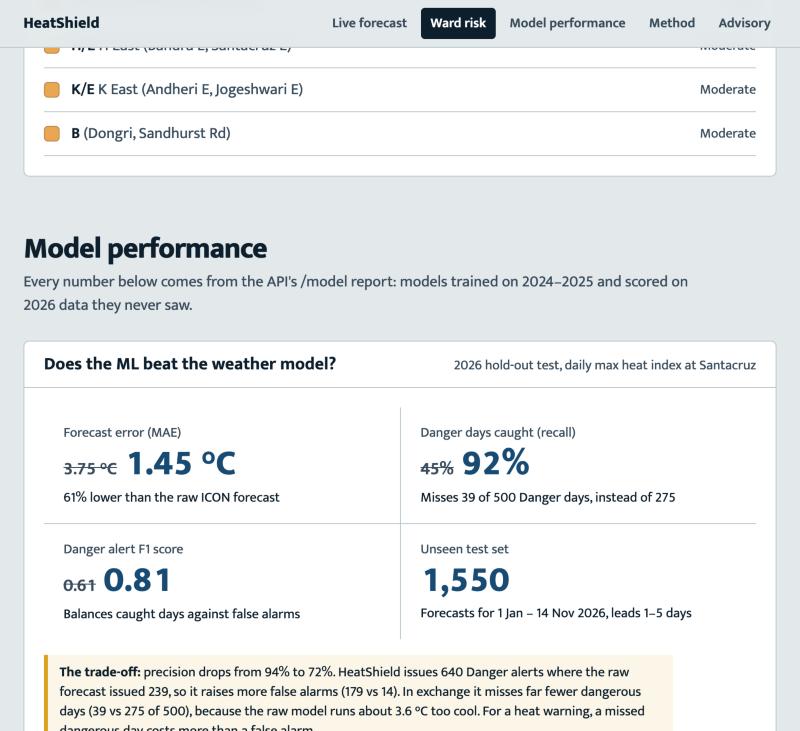 HeatShield
Live forecast
Ward risk
Model performance
Method
Advisory
K/E K East (Andheri E, Jogeshwari E)
Moderate
B (Dongri, Sandhurst Rd)
Moderate
Model performance
Every number below comes from the API's /model report: models trained on 2024–2025 and scored on
2026 data they never saw.
Does the ML beat the weather model?
2026 hold-out test, daily max heat index at Santacruz
Forecast error (MAE)
3.75 °C 1.45 °C
61% lower than the raw ICON forecast
Danger days caught (recall)
45% 92%
Misses 39 of 500 Danger days, instead of 275
Danger alert F1 score
0.61 0.81
Balances caught days against false alarms
Unseen test set
1,550
Forecasts for 1 Jan – 14 Nov 2026, leads 1–5 days
The trade-off: precision drops from 94% to 72%. HeatShield issues 640 Danger alerts where the raw
forecast issued 239, so it raises more false alarms (179 vs 14). In exchange it misses far fewer dangerous
days (39 vs 275 of 500), because the raw model runs about 3.6 °C too cool. For a heat warning, a missed
dangerous day costs more than a false alarm.